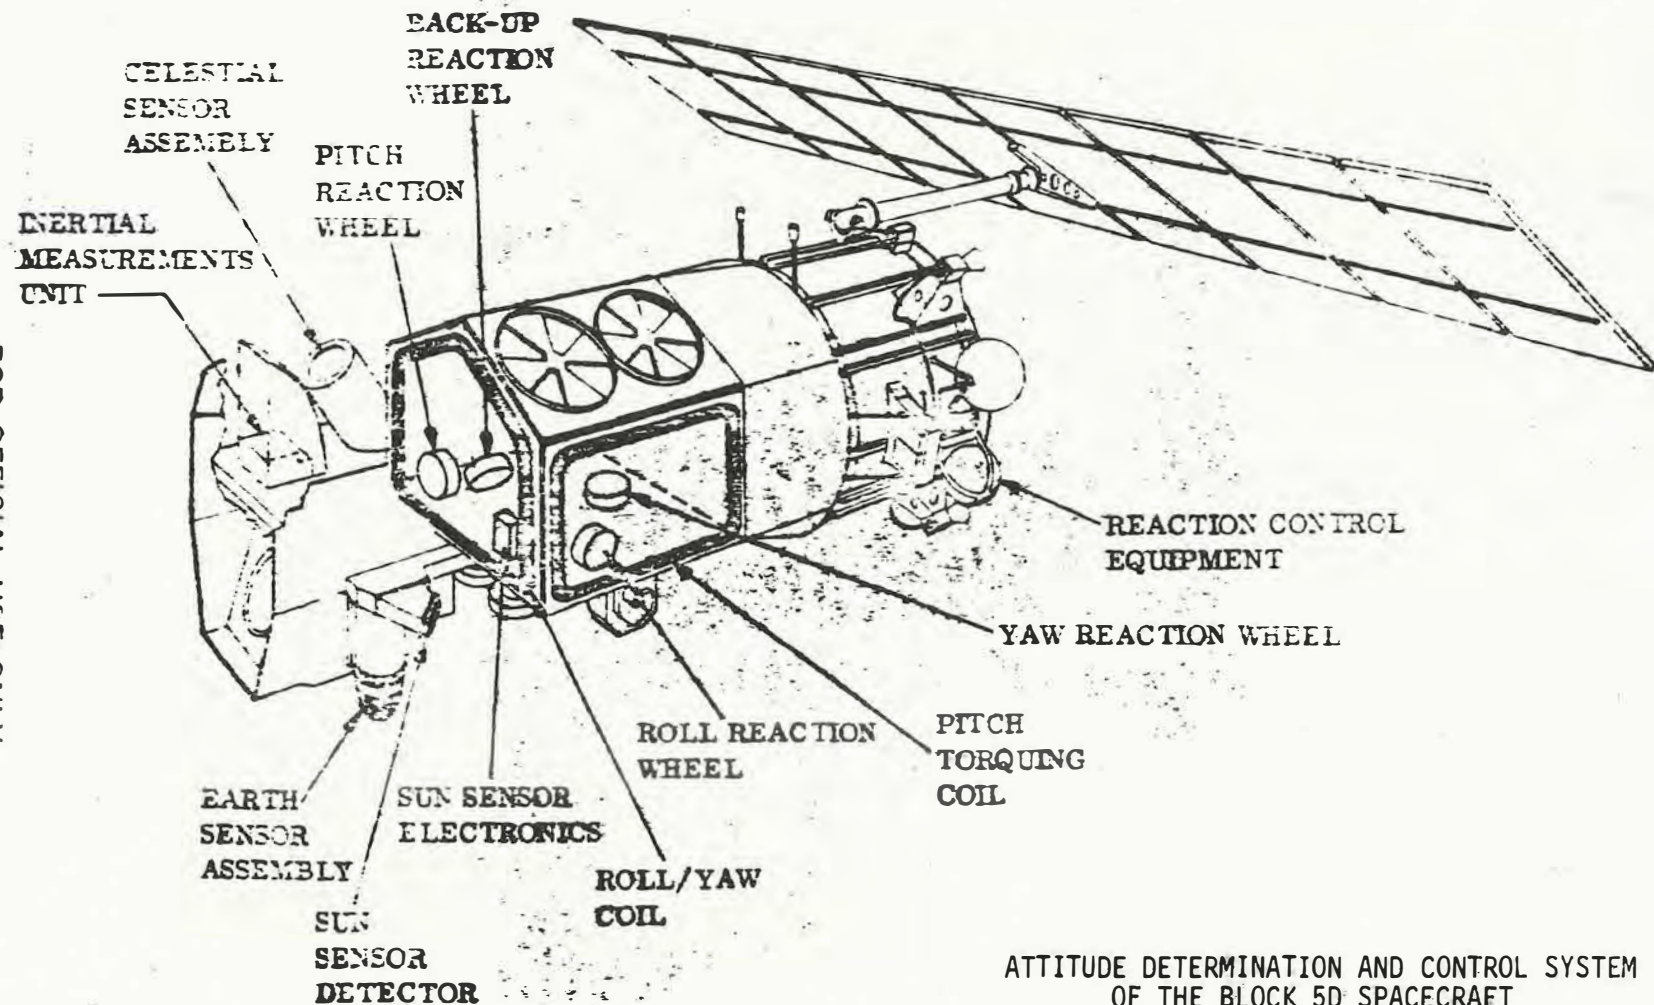 BACK-UP
REACTION
WHEEL
CELESTIAL
SENSOR
ASSEMBLY
PITCH
REACTION
WHEEL
INERTIAL
MEASUREMENTS
UNIT
REACTION CONTROL
EQUIPMENT
YAW REACTION WHEEL
ROLL REACTION
WHEEL
PITCH
TORQUING
COIL
EARTH
SENSOR
ASSEMBLY
SUN SENSOR
ELECTRONICS
ROLL/YAW
COIL
SUN
SENSOR
DETECTOR
ATTITUDE DETERMINATION AND CONTROL SYSTEM
OF THE BLOCK 5D SPACECRAFT